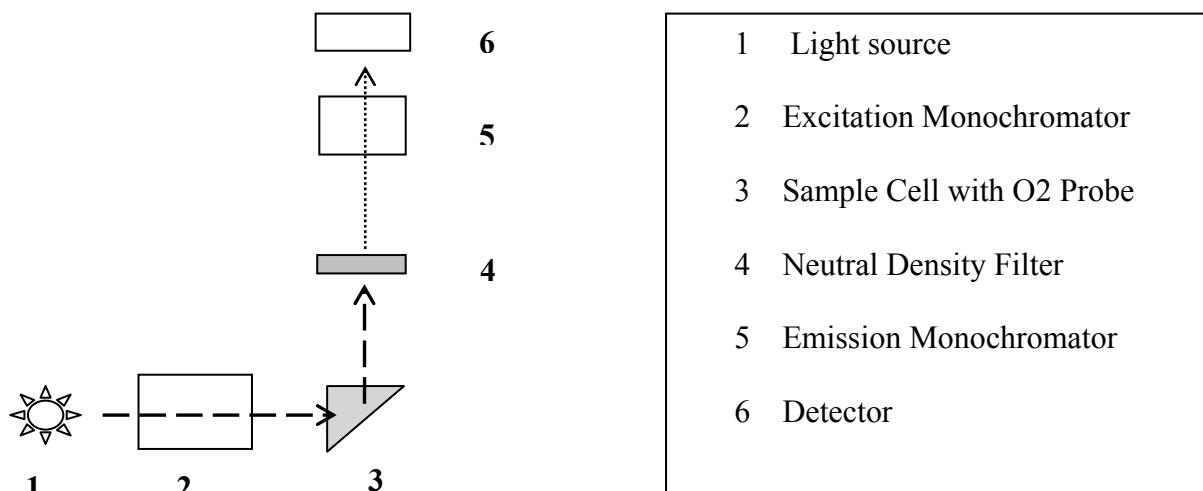 6
5
4
1 2 3
1 Light source
2 Excitation Monochromator
3 Sample Cell with O2 Probe
4 Neutral Density Filter
5 Emission Monochromator
6 Detector